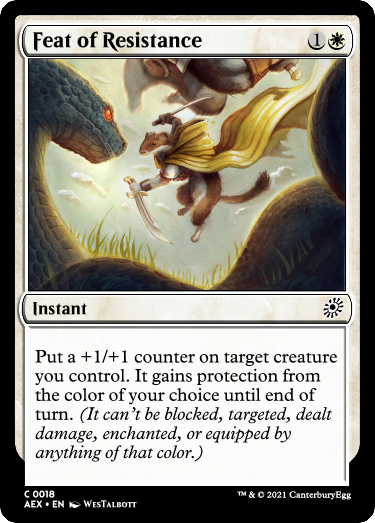 Feat of Resistance 1
Instant
Put a +1/+1 counter on target creature
you control. It gains protection from
the color of your choice until end of
turn. (It can't be blocked, targeted, dealt
damage, enchanted, or equipped by
anything of that color.)
C 0018
AEX • EN WesTalbott
™ & © 2021 CanterburyEgg